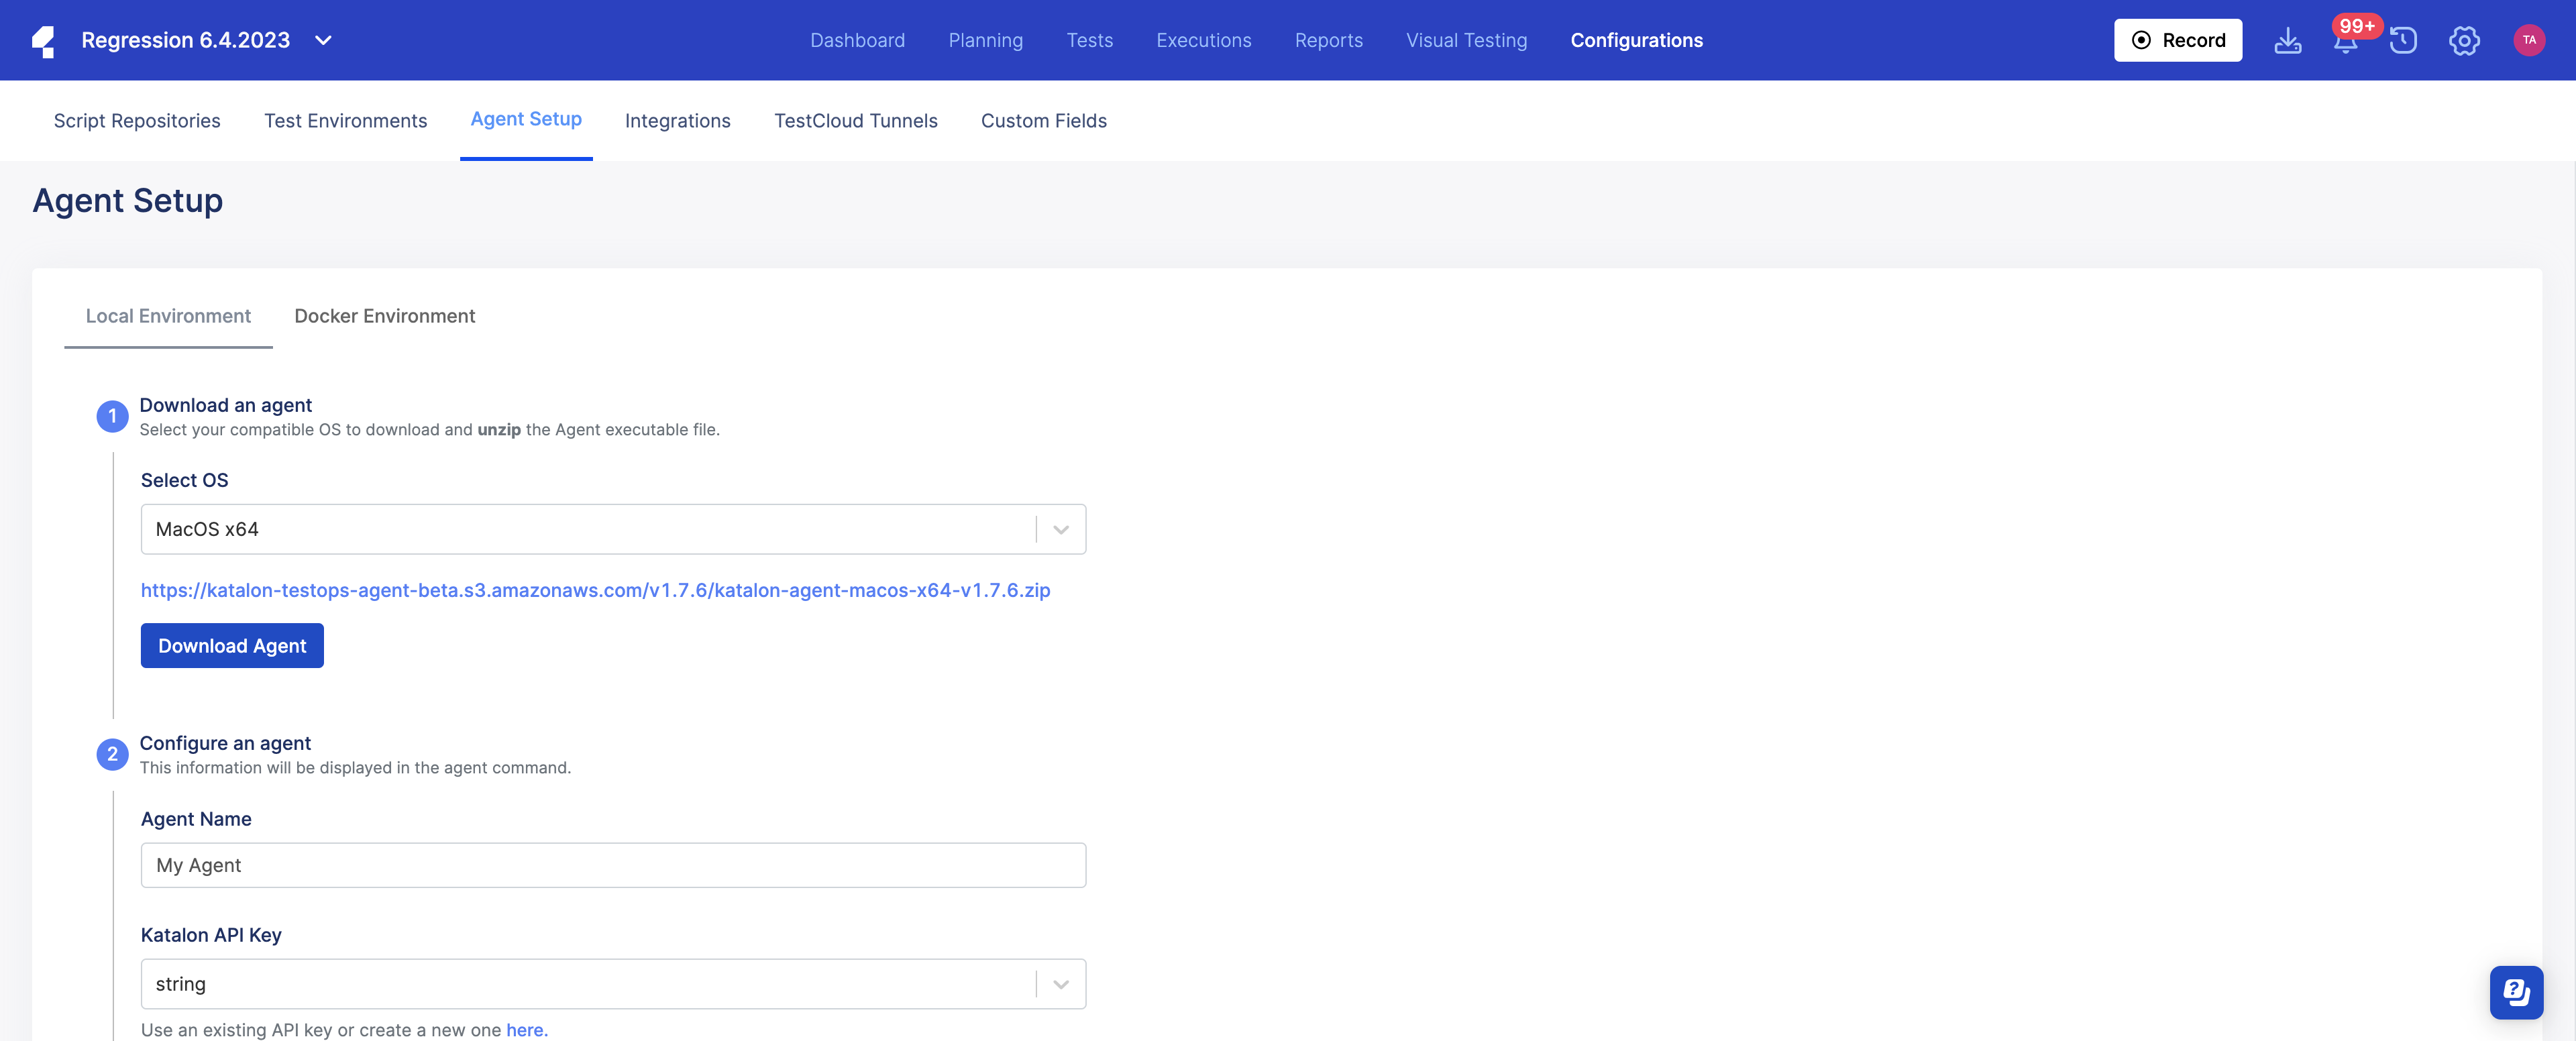 Regression 6.4.2023
Dashboard Planning Tests Executions Reports Visual Testing Configurations
Record
99+
TA
Script Repositories Test Environments Agent Setup Integrations TestCloud Tunnels Custom Fields
Agent Setup
Local Environment Docker Environment
1 Download an agent
Select your compatible OS to download and unzip the Agent executable file.
Select OS
MacOS x64
https://katalon-testops-agent-beta.s3.amazonaws.com/v1.7.6/katalon-agent-macos-x64-v1.7.6.zip
Download Agent
2 Configure an agent
This information will be displayed in the agent command.
Agent Name
My Agent
Katalon API Key
string
Use an existing API key or create a new one here.
?